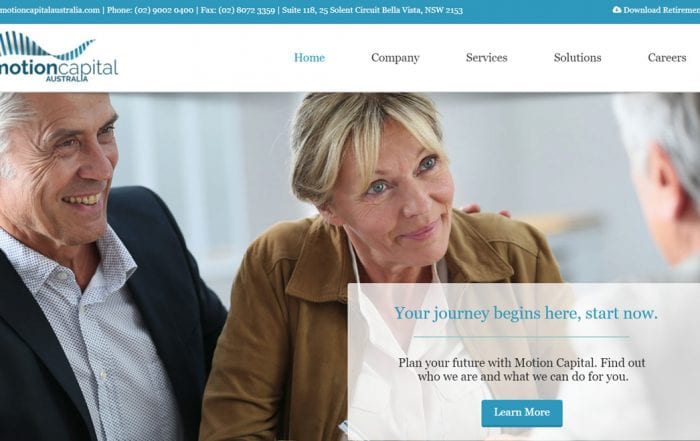 motioncapitalaustralia.com | Phone: (02) 9002 0400 | Fax: (02) 8072 3359 | Suite 118, 25 Solent Circuit Bella Vista, NSW 2153
Download Retirement
motioncapital
AUSTRALIA
Home
Company
Services
Solutions
Careers
Your journey begins here, start now.
Plan your future with Motion Capital. Find out
who we are and what we can do for you.
Learn More